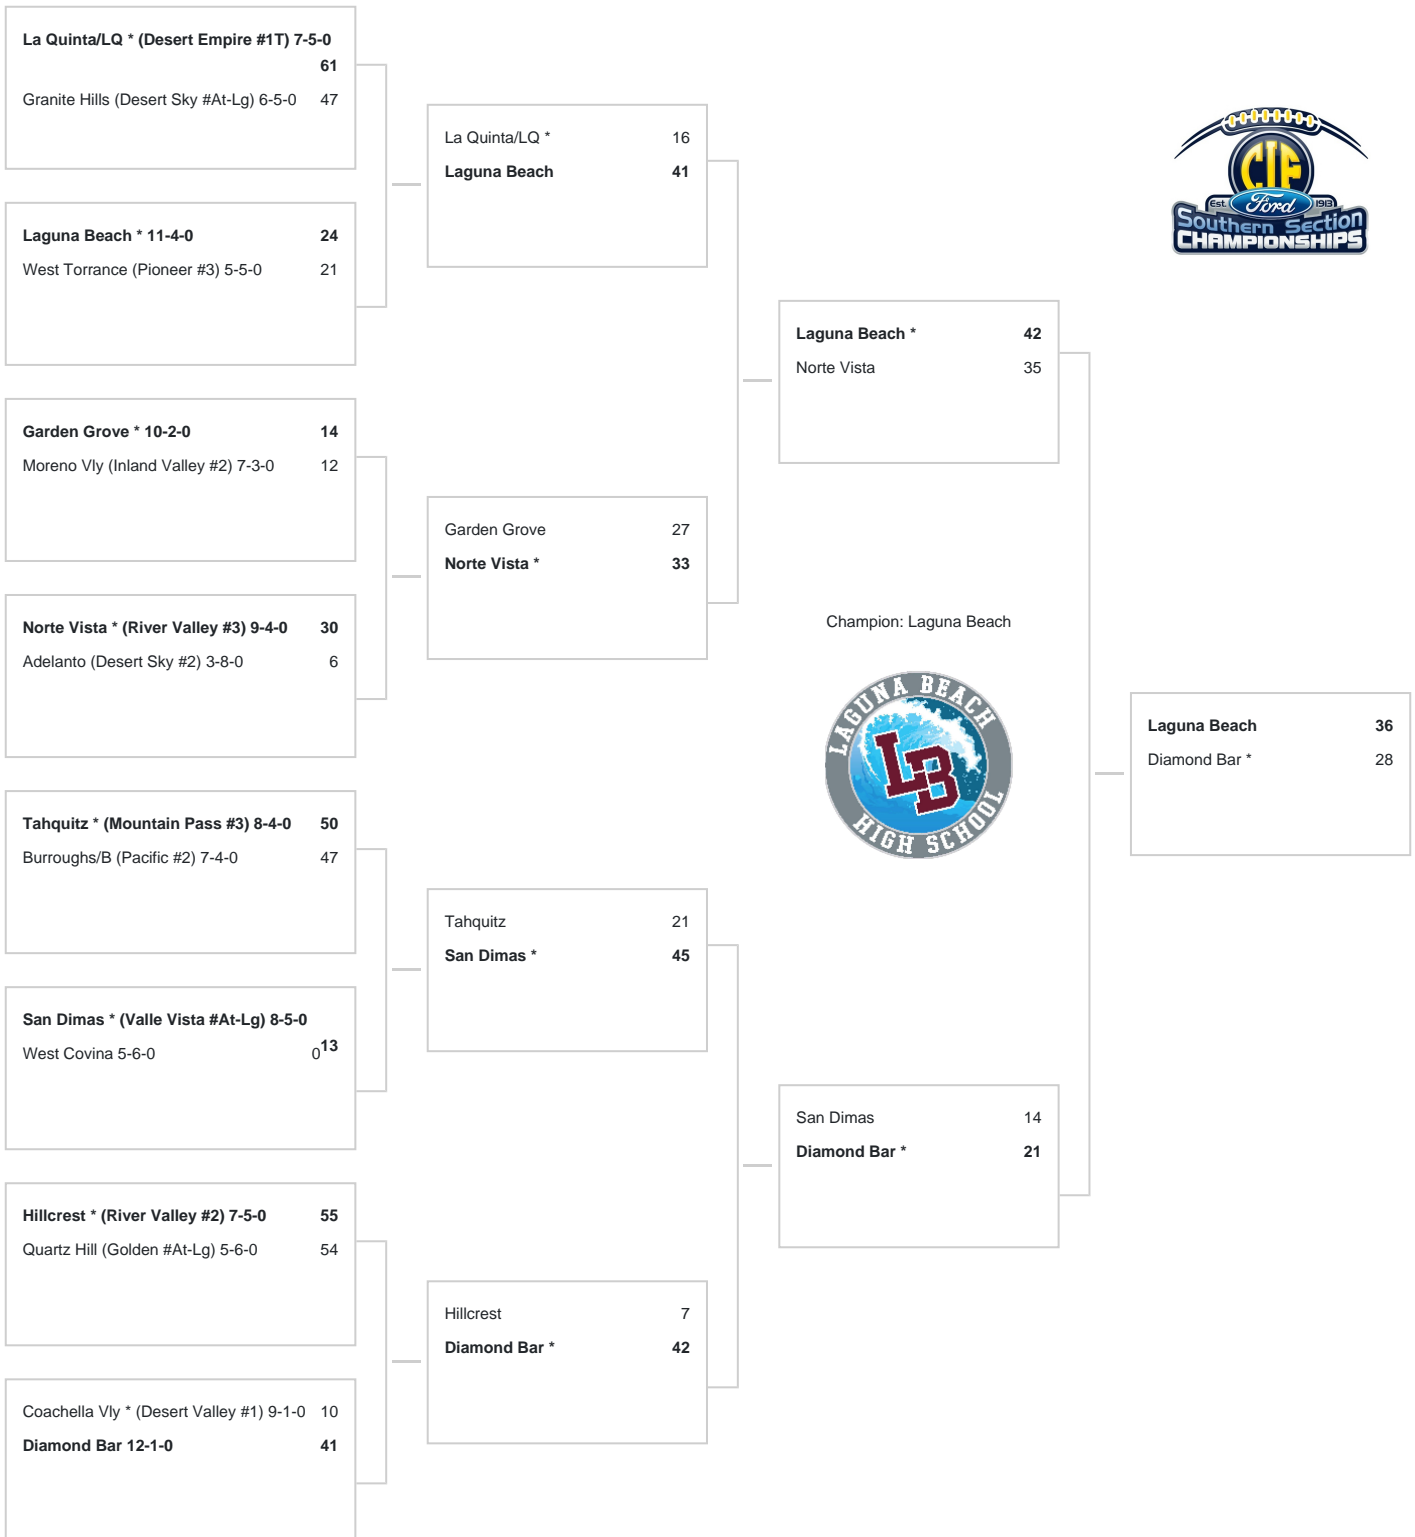 La Quinta/LQ * (Desert Empire #1T) 7-5-0
61
Granite Hills (Desert Sky #At-Lg) 6-5-0 47
Laguna Beach * 11-4-0 24
West Torrance (Pioneer #3) 5-5-0 21
Garden Grove * 10-2-0 14
Moreno Vly (Inland Valley #2) 7-3-0 12
Norte Vista * (River Valley #3) 9-4-0 30
Adelanto (Desert Sky #2) 3-8-0 6
Tahquitz * (Mountain Pass #3) 8-4-0 50
Burroughs/B (Pacific #2) 7-4-0 47
San Dimas * (Valle Vista #At-Lg) 8-5-0
13
West Covina 5-6-0 0
Hillcrest * (River Valley #2) 7-5-0 55
Quartz Hill (Golden #At-Lg) 5-6-0 54
Coachella Vly * (Desert Valley #1) 9-1-0 10
Diamond Bar 12-1-0 41
La Quinta/LQ * 16
Laguna Beach 41
Garden Grove 27
Norte Vista * 33
Tahquitz 21
San Dimas * 45
Hillcrest 7
Diamond Bar * 42
Laguna Beach * 42
Norte Vista 35
San Dimas 14
Diamond Bar * 21
Laguna Beach 36
Diamond Bar * 28
Champion: Laguna Beach
LAGUNA BEACH
LB
HIGH SCHOOL
CIF
Est. Ford 1913
Southern Section
CHAMPIONSHIPS